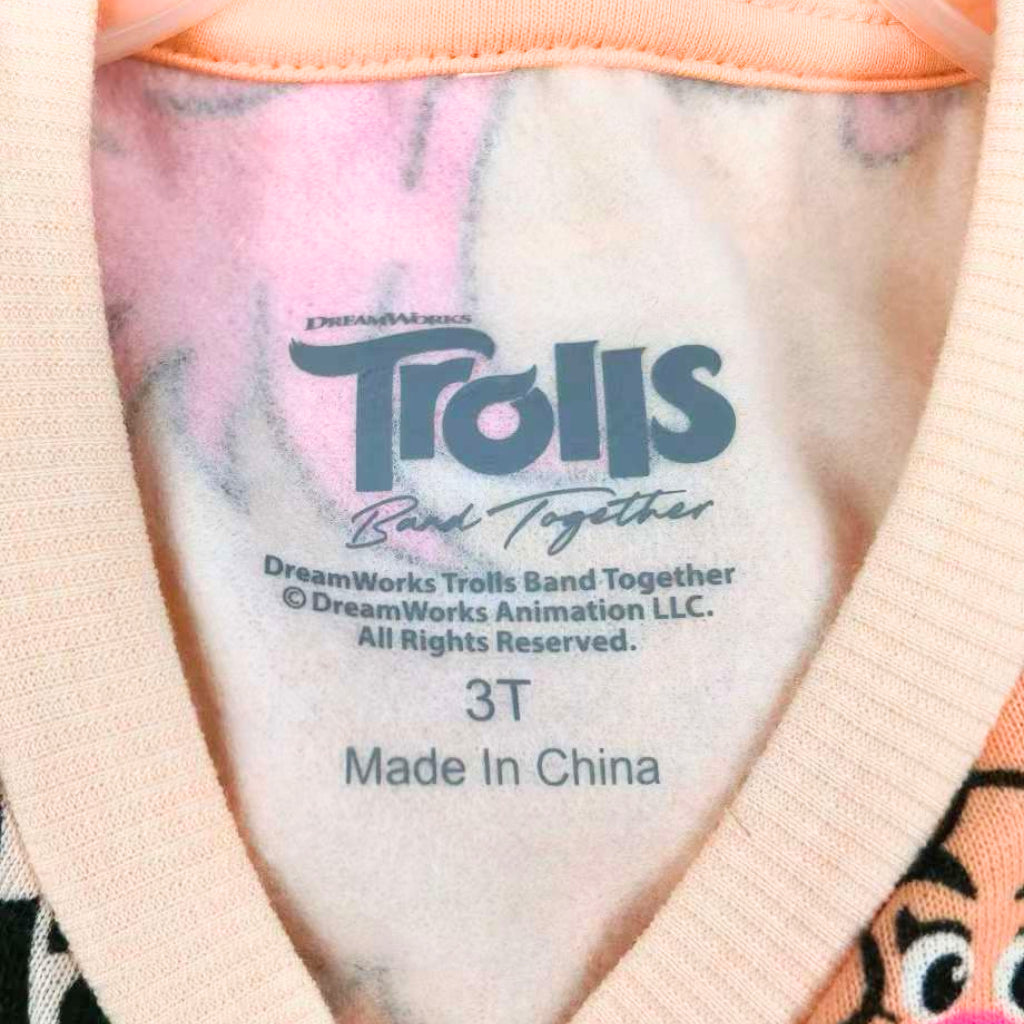 DREAMWORKS
Trolls
Band Together
DreamWorks Trolls Band Together
© DreamWorks Animation LLC.
All Rights Reserved.
3T
Made In China